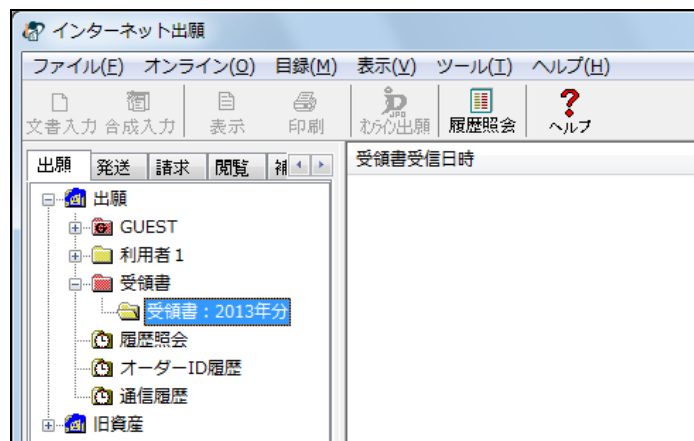 インターネット出願
ファイル(F) オンライン(O) 目録(M) 表示(V) ツール(T) ヘルプ(H)
文書入力 合成入力 表示 印刷 オンライン出願 履歴照会 ヘルプ
出願 発送 請求 閲覧 補
受領書受信日時
出願
GUEST
利用者1
受領書
受領書：2013年分
履歴照会
オーダーID履歴
通信履歴
旧資産